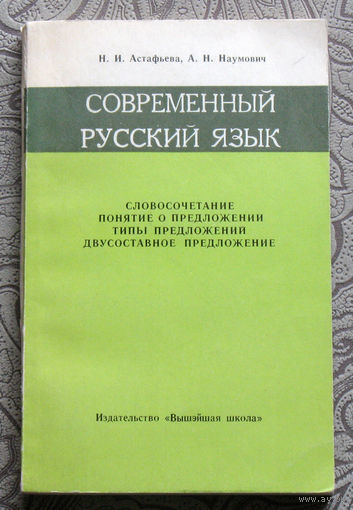 Н. И. Астафьева, А. Н. Наумович
СОВРЕМЕННЫЙ
РУССКИЙ ЯЗЫК
СЛОВОСОЧЕТАНИЕ
ПОНЯТИЕ О ПРЕДЛОЖЕНИИ
ТИПЫ ПРЕДЛОЖЕНИЙ
ДВУСОСТАВНОЕ ПРЕДЛОЖЕНИЕ
Издательство «Вышэйшая школа»